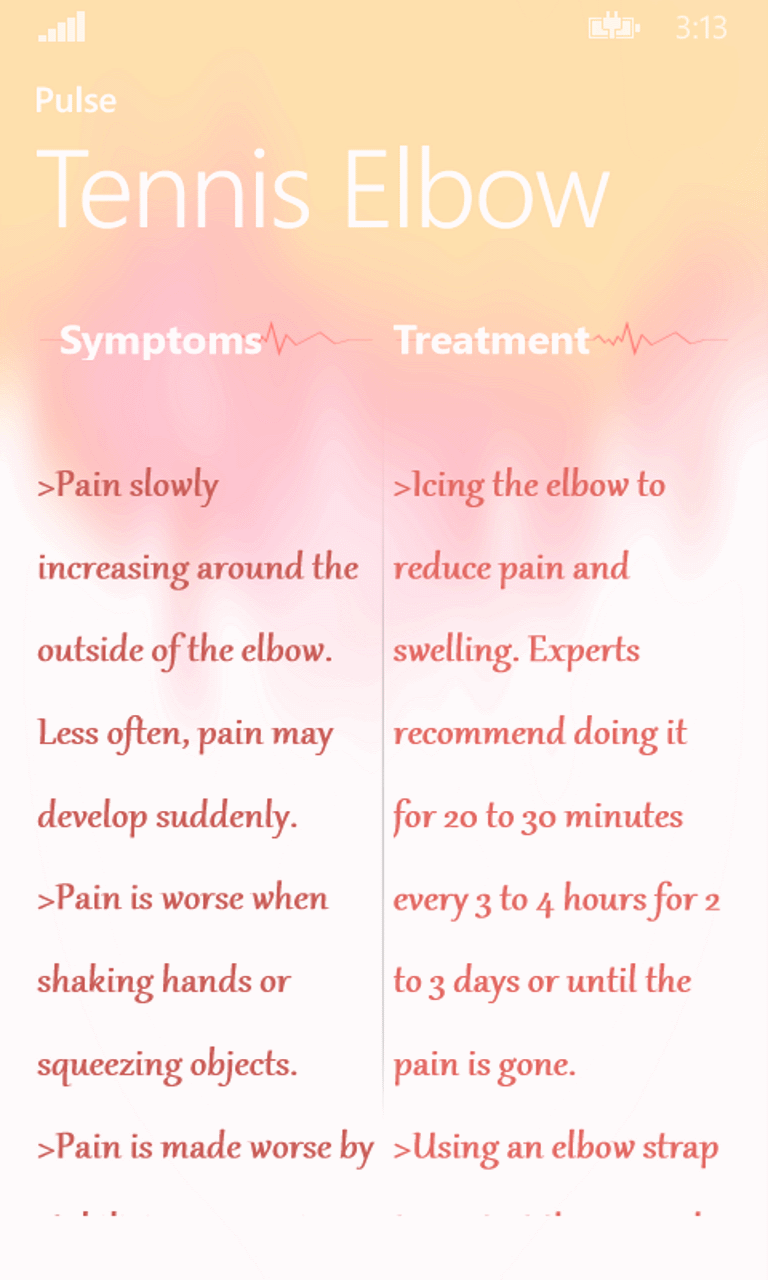 3:13
Pulse
Tennis Elbow
Symptoms
>Pain slowly
increasing around the
outside of the elbow.
Less often, pain may
develop suddenly.
>Pain is worse when
shaking hands or
squeezing objects.
>Pain is made worse by
Treatment
>Icing the elbow to
reduce pain and
swelling. Experts
recommend doing it
for 20 to 30 minutes
every 3 to 4 hours for 2
to 3 days or until the
pain is gone.
>Using an elbow strap